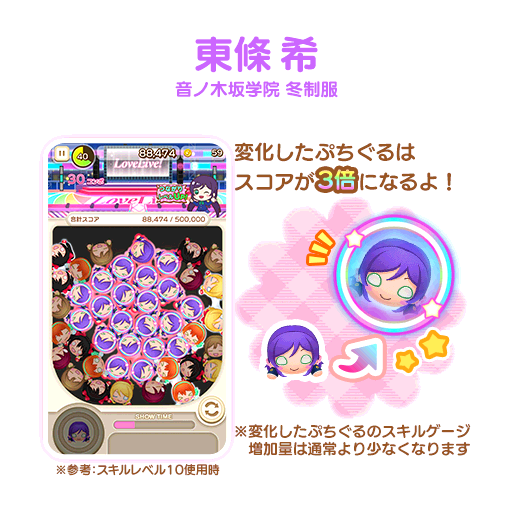 東條 希
音ノ木坂学院 冬制服
40
88,474
59
30
LoveLive!
合計スコア
88,474 / 500,000
SHOW TIME
※参考：スキルレベル10使用時
変化したぷちぐるは
スコアが3倍になるよ！
※変化したぷちぐるのスキルゲージ
増加量は通常より少なくなります